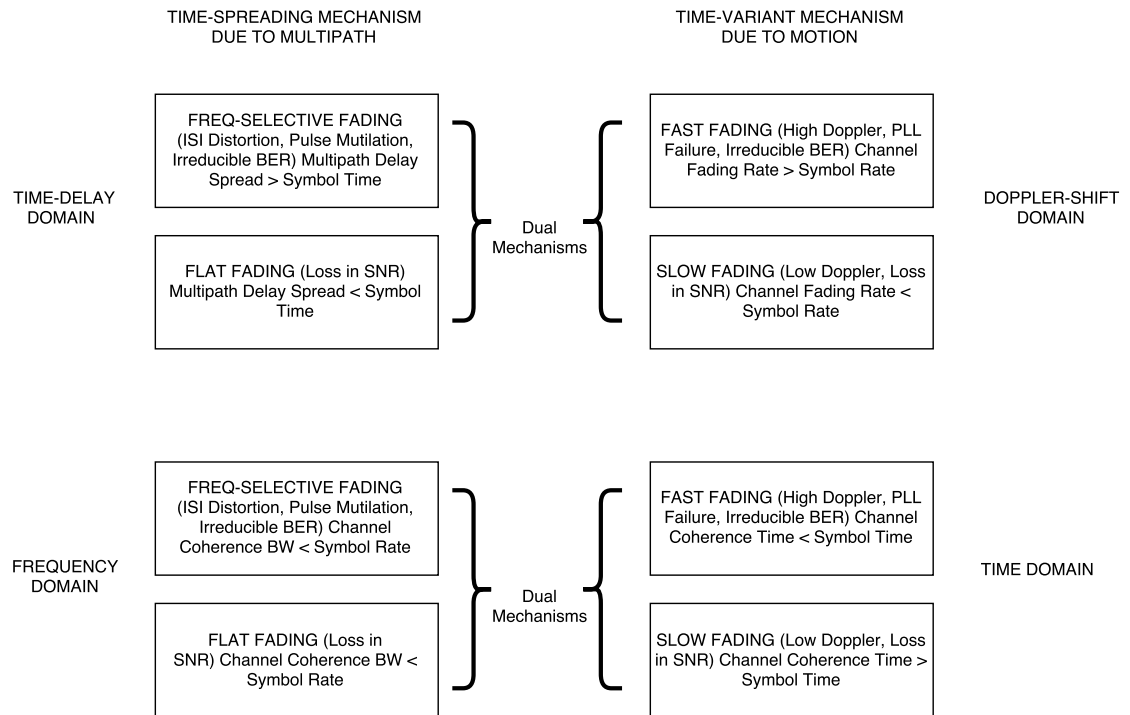 TIME-SPREADING MECHANISM
DUE TO MULTIPATH
TIME-VARIANT MECHANISM
DUE TO MOTION
TIME-DELAY
DOMAIN
FREQ-SELECTIVE FADING
(ISI Distortion, Pulse Mutilation,
Irreducible BER) Multipath Delay
Spread > Symbol Time
FLAT FADING (Loss in SNR)
Multipath Delay Spread < Symbol
Time
Dual
Mechanisms
FAST FADING (High Doppler, PLL
Failure, Irreducible BER) Channel
Fading Rate > Symbol Rate
SLOW FADING (Low Doppler, Loss
in SNR) Channel Fading Rate <
Symbol Rate
DOPPLER-SHIFT
DOMAIN
FREQUENCY
DOMAIN
FREQ-SELECTIVE FADING
(ISI Distortion, Pulse Mutilation,
Irreducible BER) Channel
Coherence BW < Symbol Rate
FLAT FADING (Loss in
SNR) Channel Coherence BW <
Symbol Rate
Dual
Mechanisms
FAST FADING (High Doppler, PLL
Failure, Irreducible BER) Channel
Coherence Time < Symbol Time
SLOW FADING (Low Doppler, Loss
in SNR) Channel Coherence Time >
Symbol Time
TIME DOMAIN